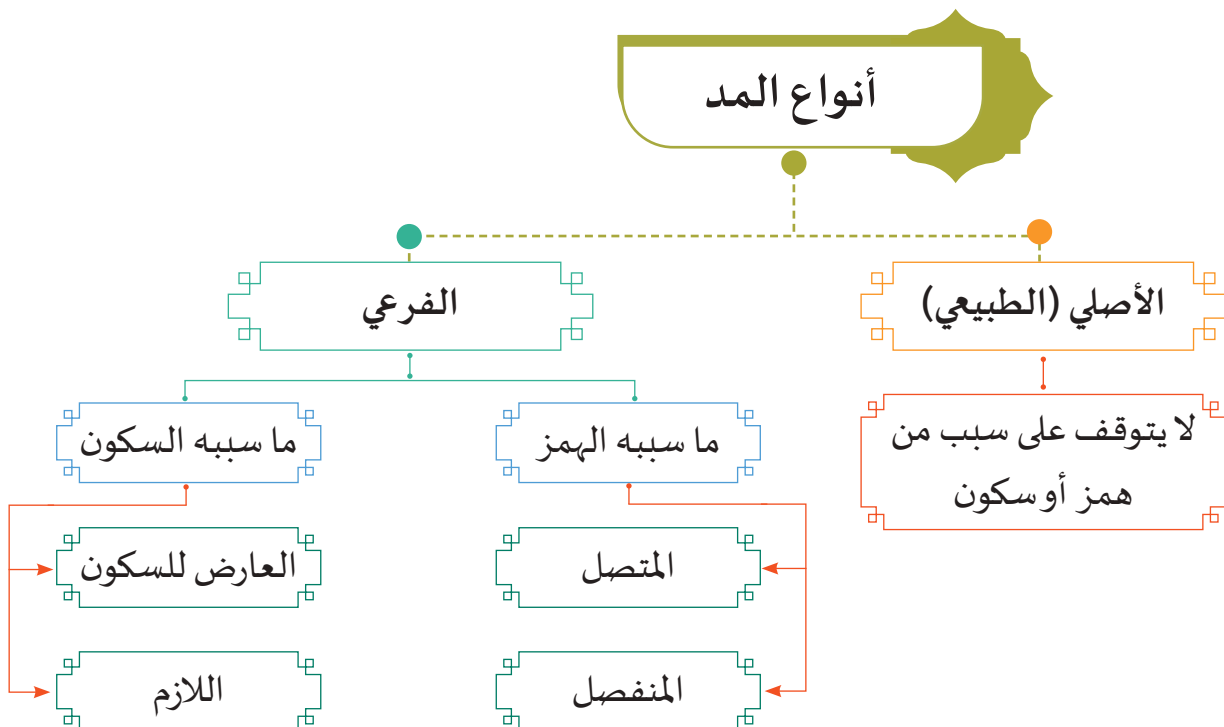 أنواع المد
الأصلي (الطبيعي)
لا يتوقف على سبب من
همز أو سكون
الفرعي
ما سببه الهمز
المتصل
المنفصل
ما سببه السكون
العارض للسكون
اللازم